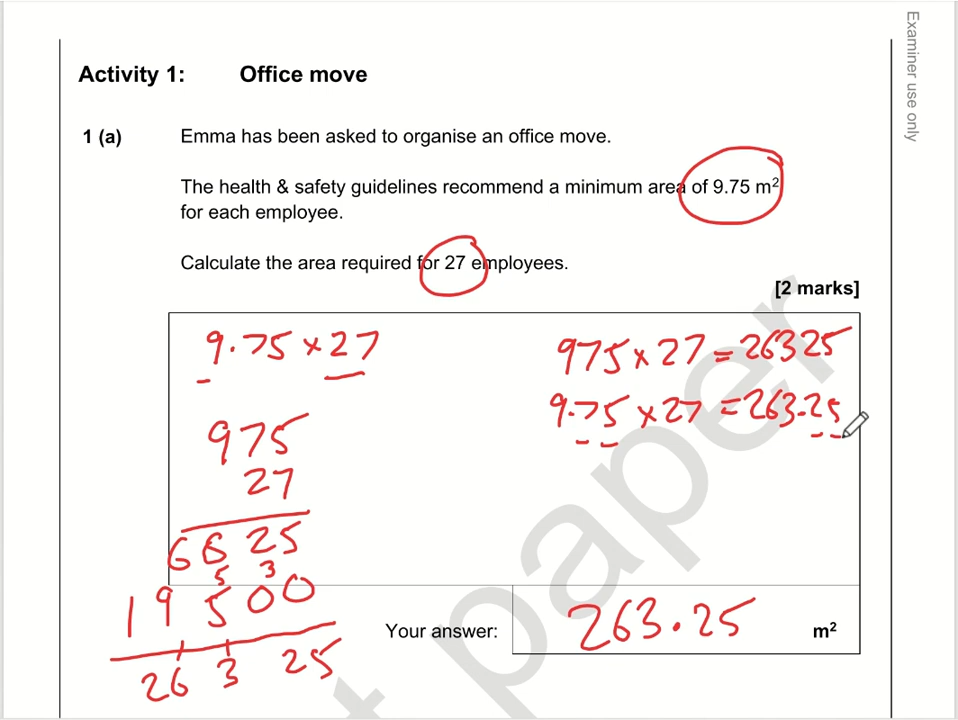 Examiner use only
Activity 1: Office move
1 (a) Emma has been asked to organise an office move.
The health & safety guidelines recommend a minimum area of 9.75 m²
for each employee.
Calculate the area required for 27 employees.
[2 marks]
9.75 × 27
975 × 27 = 26325
9.75 × 27 = 263.25
975
27
6825
5 3
19500
26325
Your answer: 263.25 m²
t paper